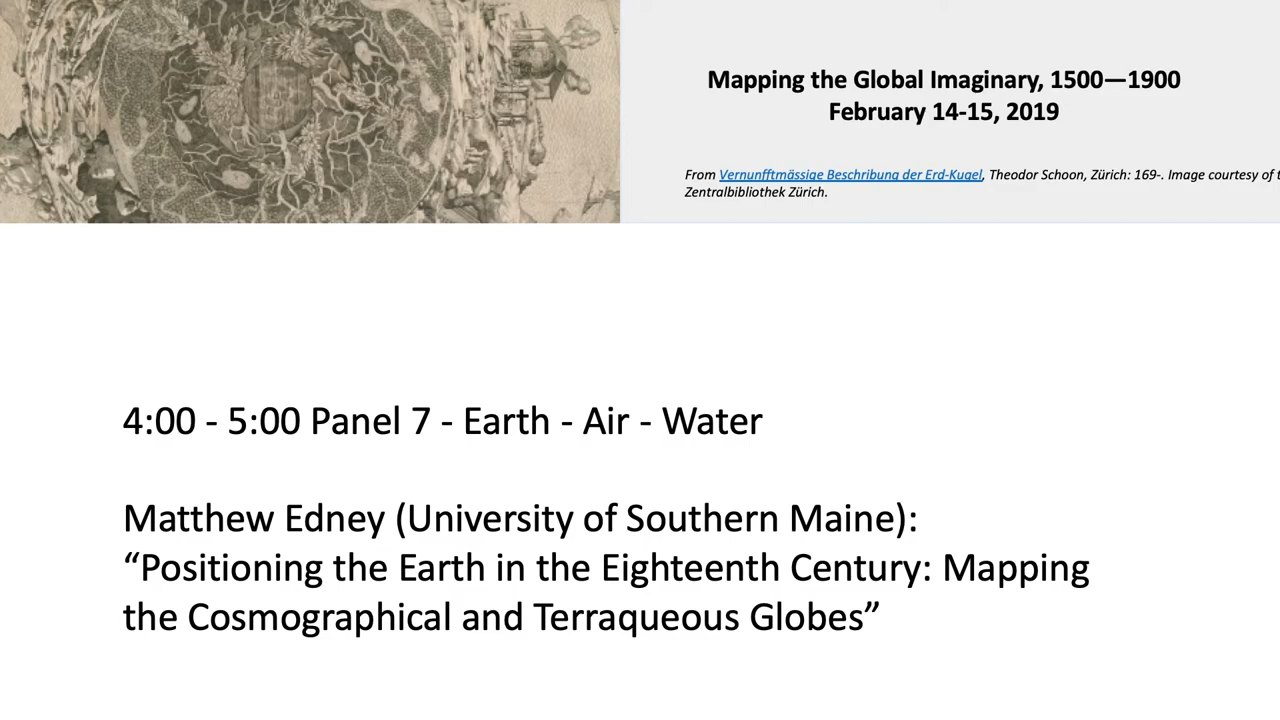 Mapping the Global Imaginary, 1500—1900
February 14-15, 2019
From Vernunfftmässige Beschribung der Erd-Kugel, Theodor Schoon, Zürich: 169-. Image courtesy of t
Zentralbibliothek Zürich.
4:00 - 5:00 Panel 7 - Earth - Air - Water
Matthew Edney (University of Southern Maine):
“Positioning the Earth in the Eighteenth Century: Mapping
the Cosmographical and Terraqueous Globes”